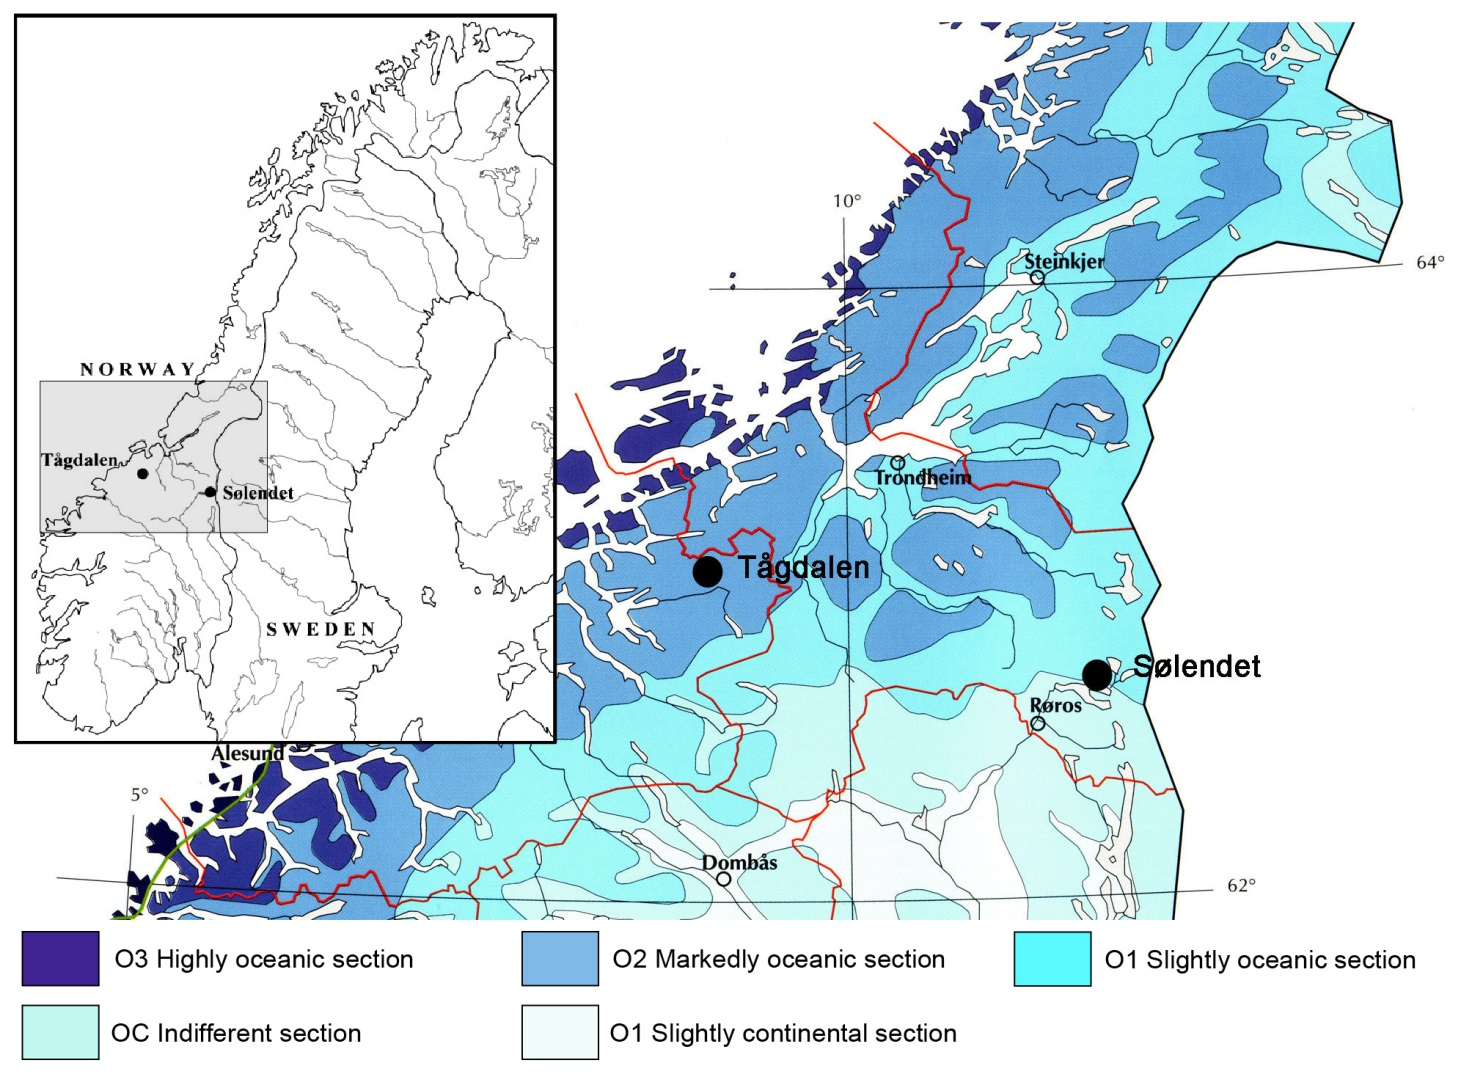 NORWAY
Tågdalen
Sølendet
SWEDEN
10°
Steinkjer
64°
Trondheim
Tågdalen
Sølendet
Røros
Ålesund
5°
Dombås
62°
O3 Highly oceanic section
O2 Markedly oceanic section
O1 Slightly oceanic section
OC Indifferent section
O1 Slightly continental section